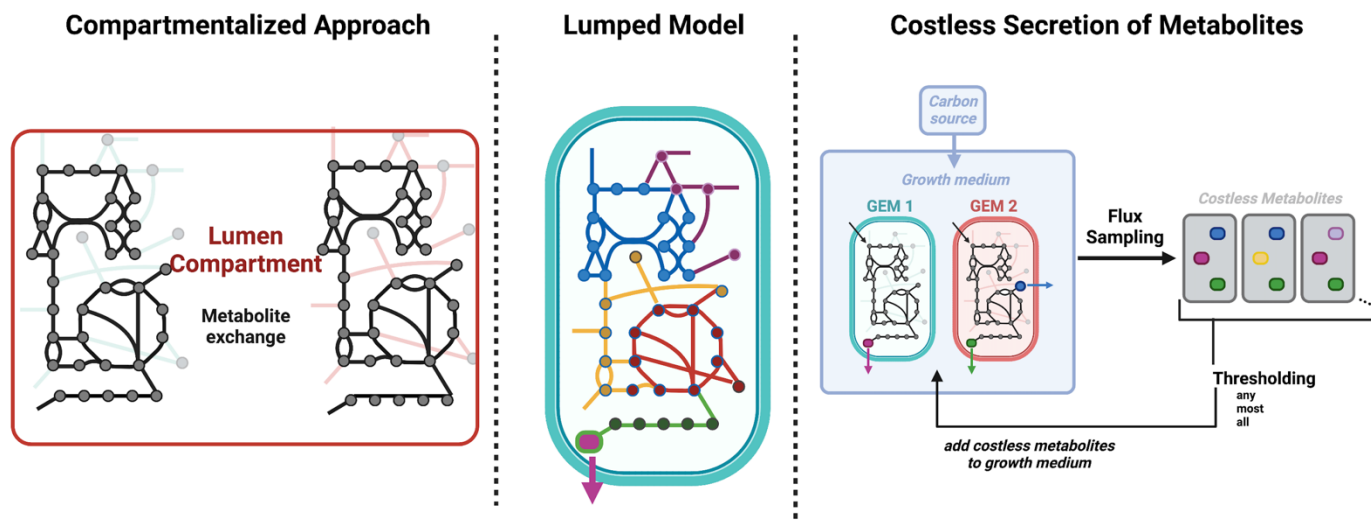 Compartmentalized Approach
Lumped Model
Costless Secretion of Metabolites
Lumen
Compartment
Metabolite
exchange
Carbon
source
Growth medium
GEM 1
GEM 2
Flux
Sampling
Costless Metabolites
Thresholding
any
most
all
add costless metabolites
to growth medium